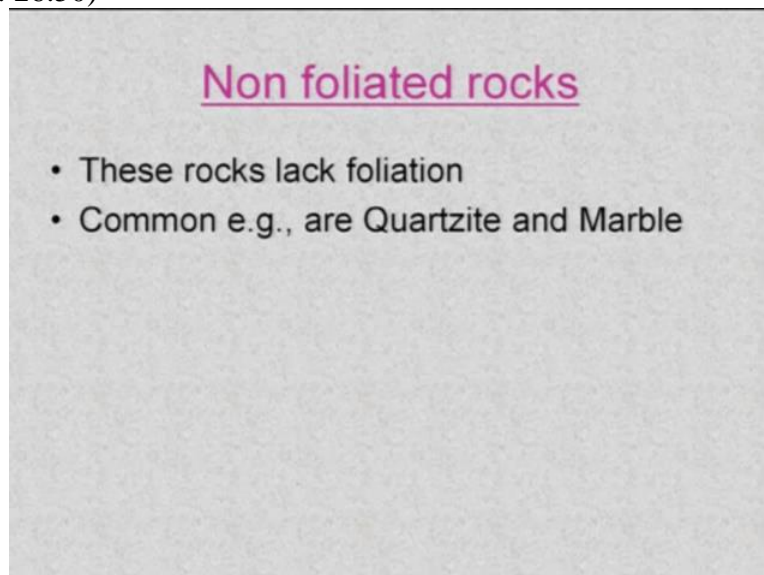 Non foliated rocks
• These rocks lack foliation
• Common e.g., are Quartzite and Marble